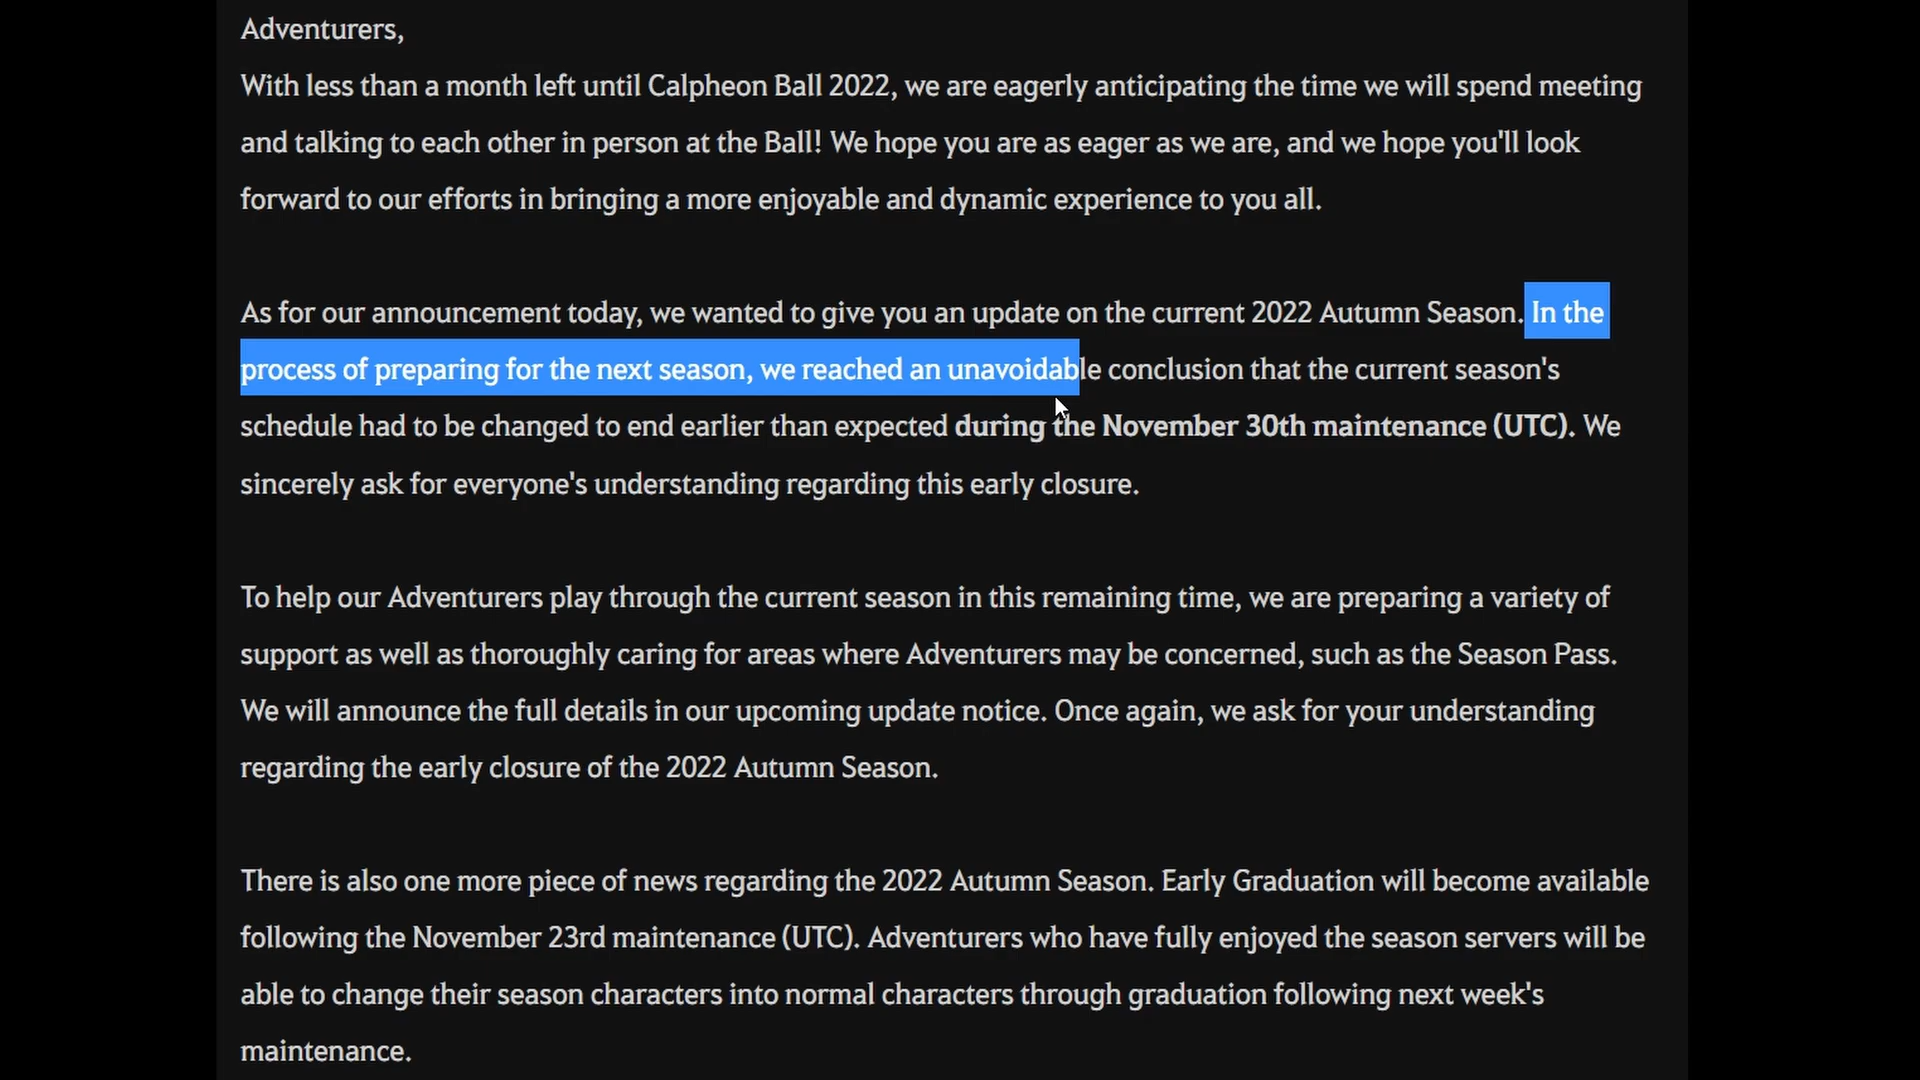 Adventurers,
With less than a month left until Calpheon Ball 2022, we are eagerly anticipating the time we will spend meeting
and talking to each other in person at the Ball! We hope you are as eager as we are, and we hope you'll look
forward to our efforts in bringing a more enjoyable and dynamic experience to you all.
As for our announcement today, we wanted to give you an update on the current 2022 Autumn Season. In the
process of preparing for the next season, we reached an unavoidable conclusion that the current season's
schedule had to be changed to end earlier than expected during the November 30th maintenance (UTC). We
sincerely ask for everyone's understanding regarding this early closure.
To help our Adventurers play through the current season in this remaining time, we are preparing a variety of
support as well as thoroughly caring for areas where Adventurers may be concerned, such as the Season Pass.
We will announce the full details in our upcoming update notice. Once again, we ask for your understanding
regarding the early closure of the 2022 Autumn Season.
There is also one more piece of news regarding the 2022 Autumn Season. Early Graduation will become available
following the November 23rd maintenance (UTC). Adventurers who have fully enjoyed the season servers will be
able to change their season characters into normal characters through graduation following next week's
maintenance.